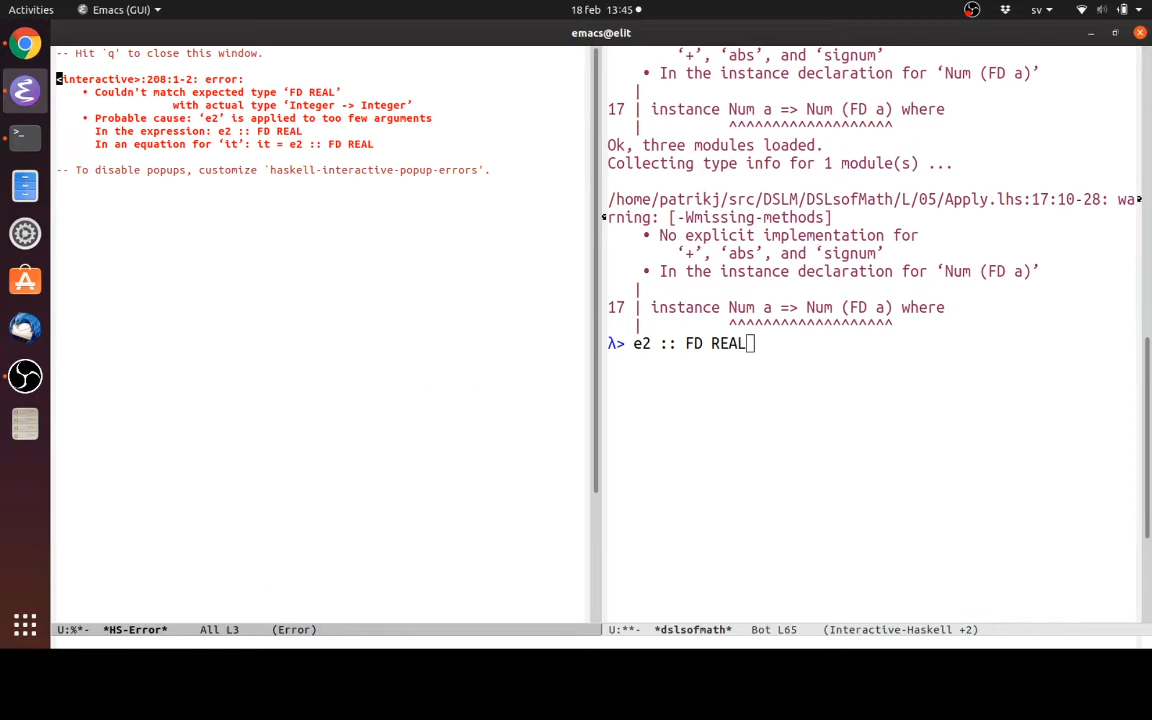 Activities
Emacs (GUI)
18 feb 13:45
sv
emacs@elit
-- Hit `q' to close this window.
<interactive>:208:1-2: error:
• Couldn't match expected type ‘FD REAL’
with actual type ‘Integer -> Integer’
• Probable cause: ‘e2’ is applied to too few arguments
In the expression: e2 :: FD REAL
In an equation for ‘it’: it = e2 :: FD REAL
-- To disable popups, customize `haskell-interactive-popup-errors'.
U:%*- *HS-Error* All L3 (Error)
‘+’, ‘abs’, and ‘signum’
• In the instance declaration for ‘Num (FD a)’
|
17 | instance Num a => Num (FD a) where
| ^^^^^^^^^^^^^^^^^^^
Ok, three modules loaded.
Collecting type info for 1 module(s) ...
/home/patrikj/src/DSLM/DSLsofMath/L/05/Apply.lhs:17:10-28: wa
rning: [-Wmissing-methods]
• No explicit implementation for
‘+’, ‘abs’, and ‘signum’
• In the instance declaration for ‘Num (FD a)’
|
17 | instance Num a => Num (FD a) where
| ^^^^^^^^^^^^^^^^^^^
λ> e2 :: FD REAL
U:**- *dslsofmath* Bot L65 (Interactive-Haskell +2)